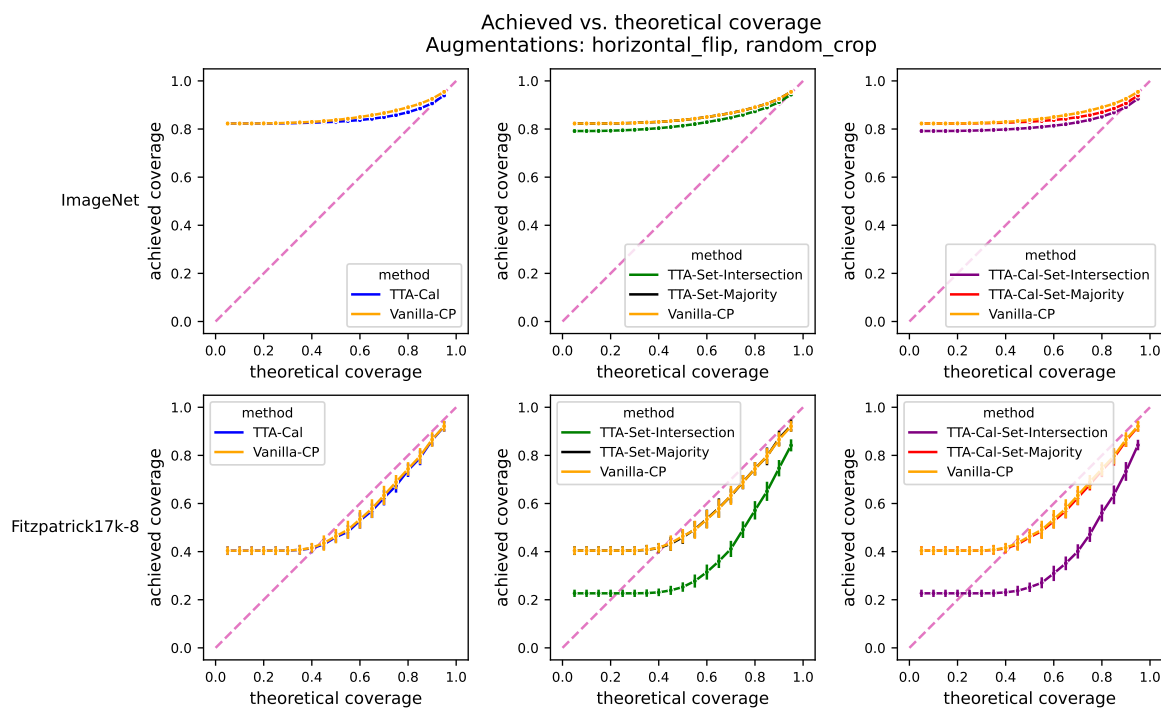 Achieved vs. theoretical coverage
Augmentations: horizontal_flip, random_crop
ImageNet
achieved coverage
1.0
0.8
0.6
0.4
0.2
0.0
method
TTA-Cal
Vanilla-CP
0.0 0.2 0.4 0.6 0.8 1.0
theoretical coverage
achieved coverage
1.0
0.8
0.6
0.4
0.2
0.0
method
TTA-Set-Intersection
TTA-Set-Majority
Vanilla-CP
0.0 0.2 0.4 0.6 0.8 1.0
theoretical coverage
achieved coverage
1.0
0.8
0.6
0.4
0.2
0.0
method
TTA-Cal-Set-Intersection
TTA-Cal-Set-Majority
Vanilla-CP
0.0 0.2 0.4 0.6 0.8 1.0
theoretical coverage
Fitzpatrick17k-8
achieved coverage
1.0
0.8
0.6
0.4
0.2
0.0
method
TTA-Cal
Vanilla-CP
0.0 0.2 0.4 0.6 0.8 1.0
theoretical coverage
achieved coverage
1.0
0.8
0.6
0.4
0.2
0.0
method
TTA-Set-Intersection
TTA-Set-Majority
Vanilla-CP
0.0 0.2 0.4 0.6 0.8 1.0
theoretical coverage
achieved coverage
1.0
0.8
0.6
0.4
0.2
0.0
method
TTA-Cal-Set-Intersection
TTA-Cal-Set-Majority
Vanilla-CP
0.0 0.2 0.4 0.6 0.8 1.0
theoretical coverage